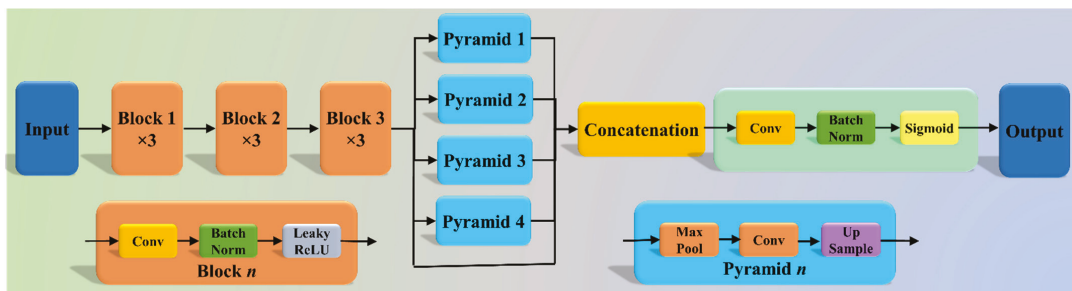 Input
Block 1
×3
Block 2
×3
Block 3
×3
Pyramid 1
Pyramid 2
Pyramid 3
Pyramid 4
Concatenation
Conv
Batch
Norm
Sigmoid
Output
Conv
Batch
Norm
Leaky
ReLU
Block n
Max
Pool
Conv
Up
Sample
Pyramid n